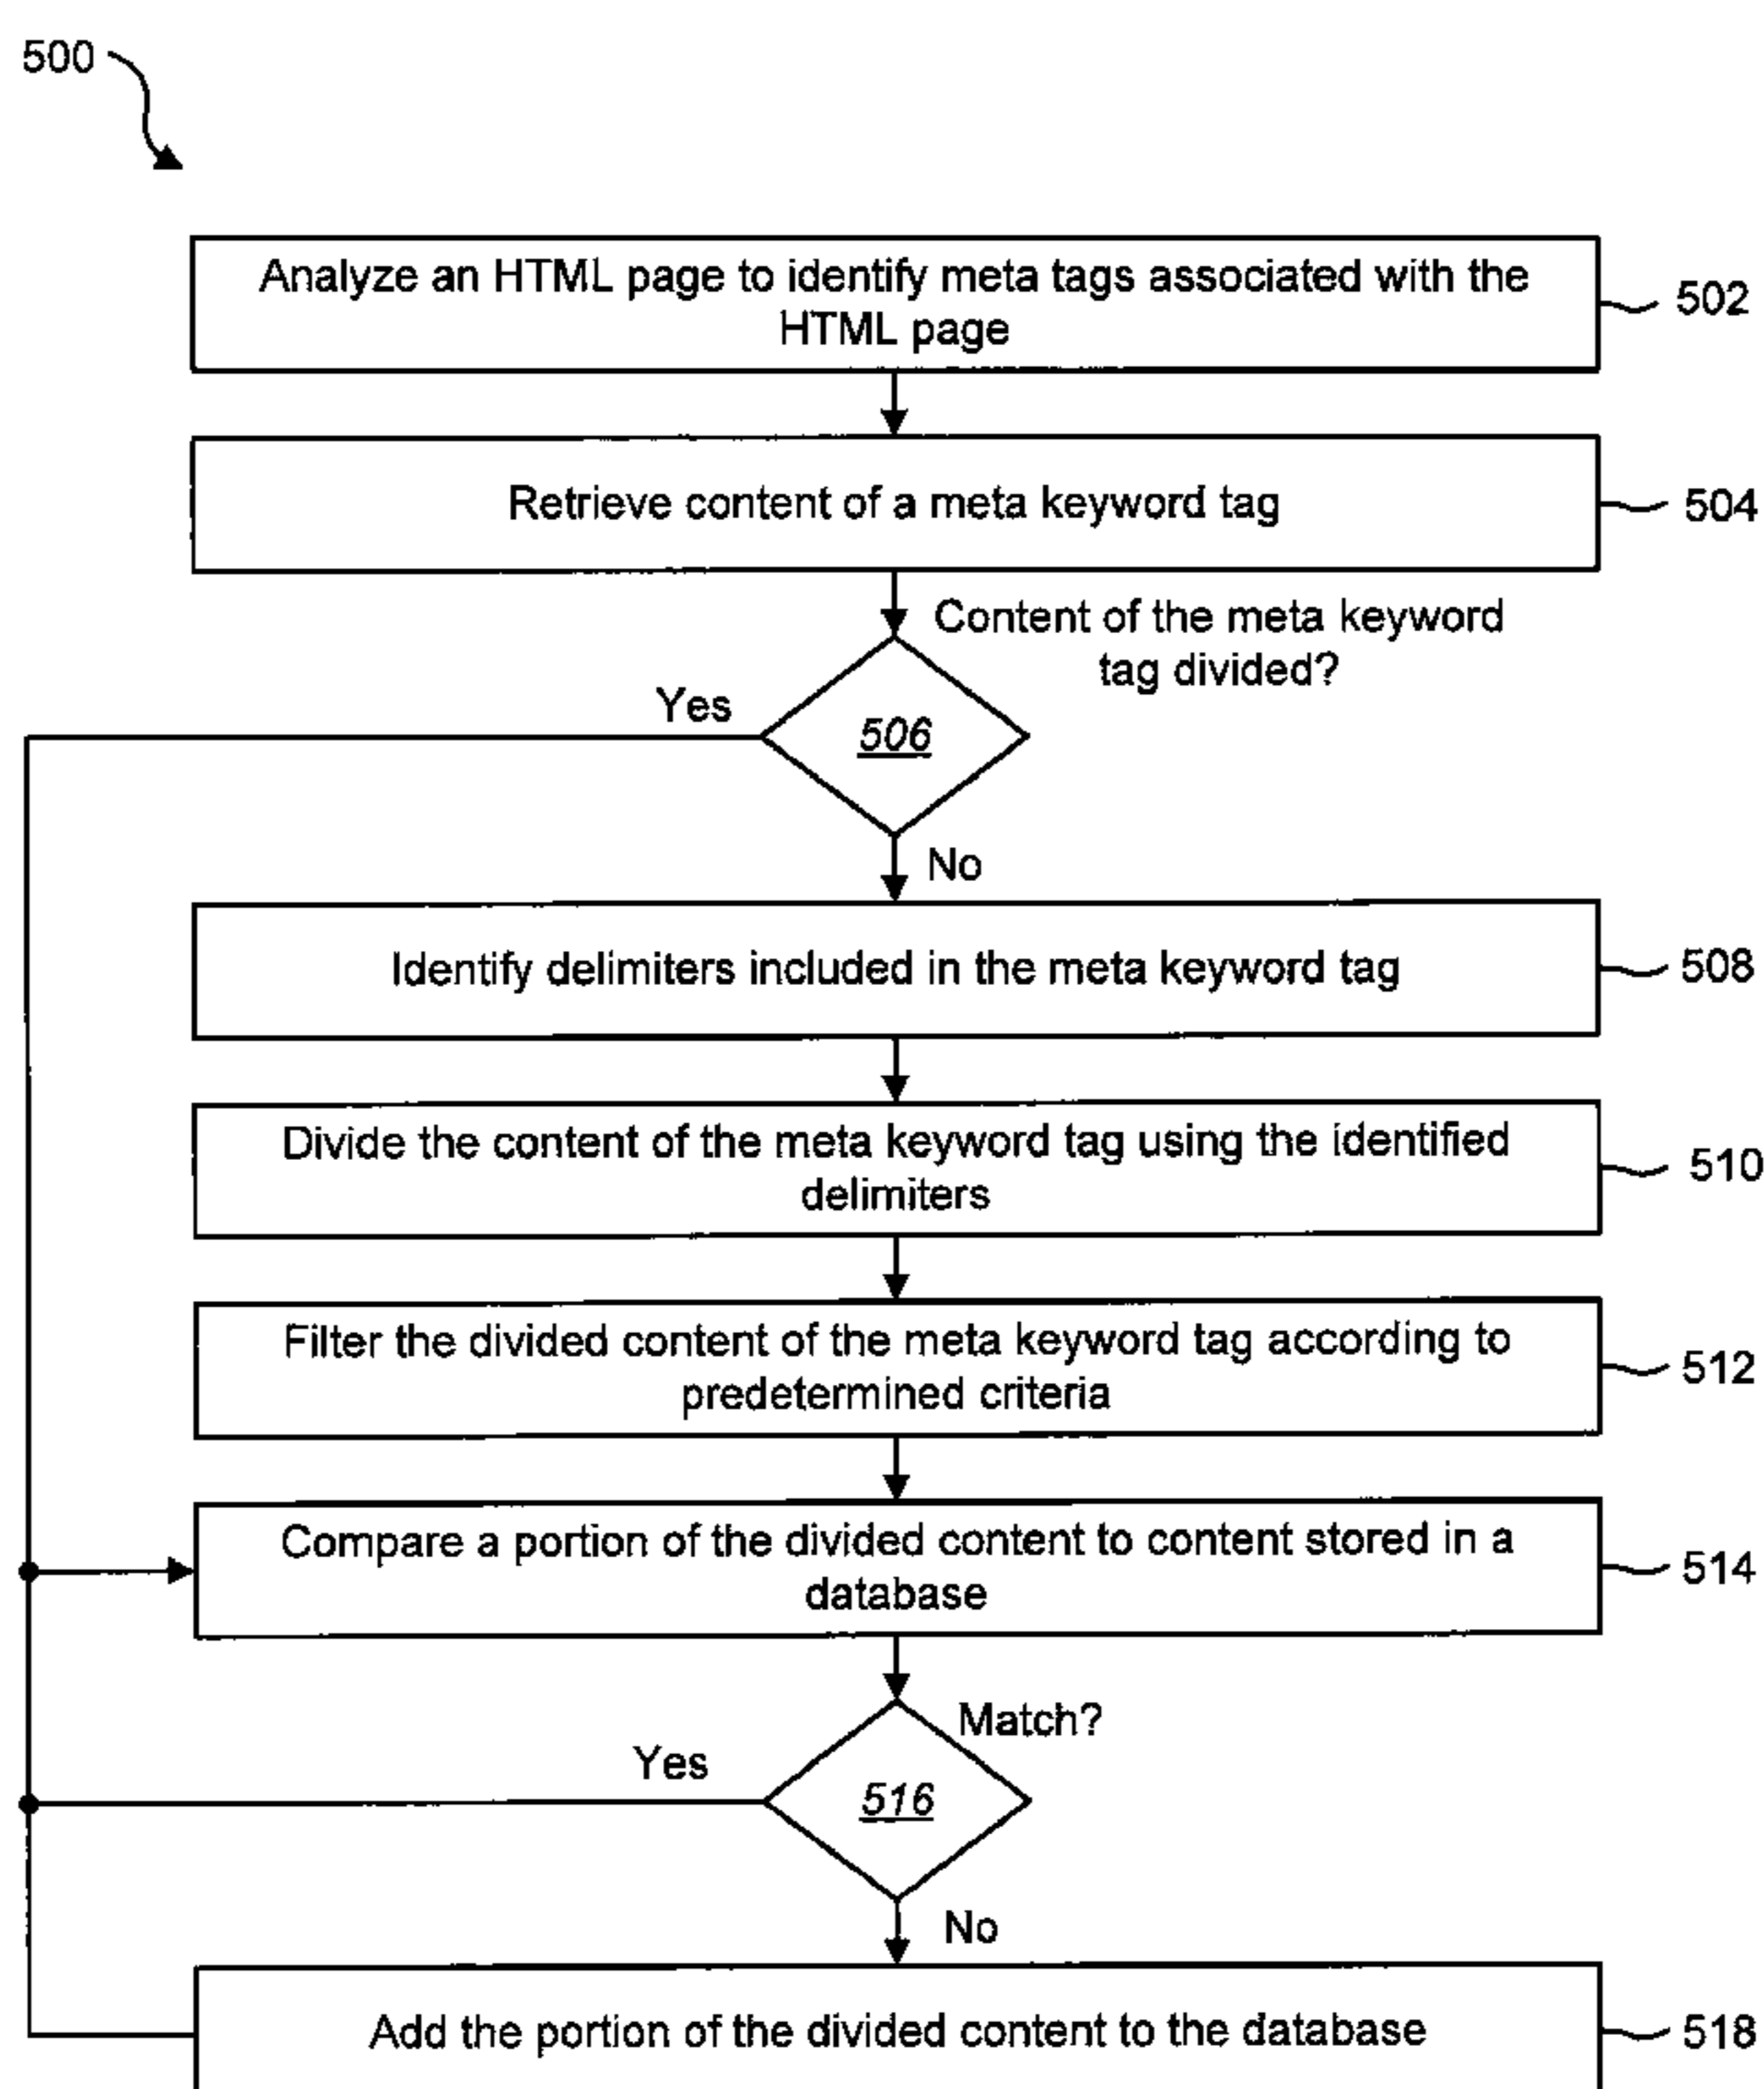 500
Analyze an HTML page to identify meta tags associated with the
HTML page
502
Retrieve content of a meta keyword tag
504
Content of the meta keyword
tag divided?
Yes
506
No
Identify delimiters included in the meta keyword tag
508
Divide the content of the meta keyword tag using the identified
delimiters
510
Filter the divided content of the meta keyword tag according to
predetermined criteria
512
Compare a portion of the divided content to content stored in a
database
514
Match?
Yes
516
No
Add the portion of the divided content to the database
518